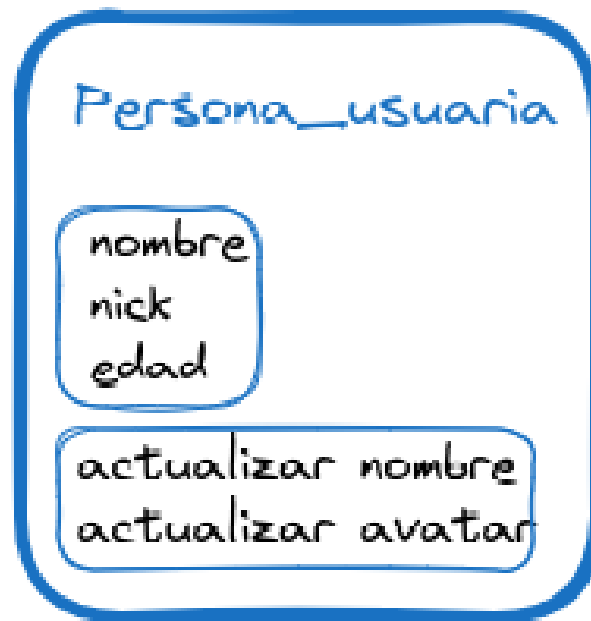 Persona_usuaria
nombre
nick
edad
actualizar nombre
actualizar avatar